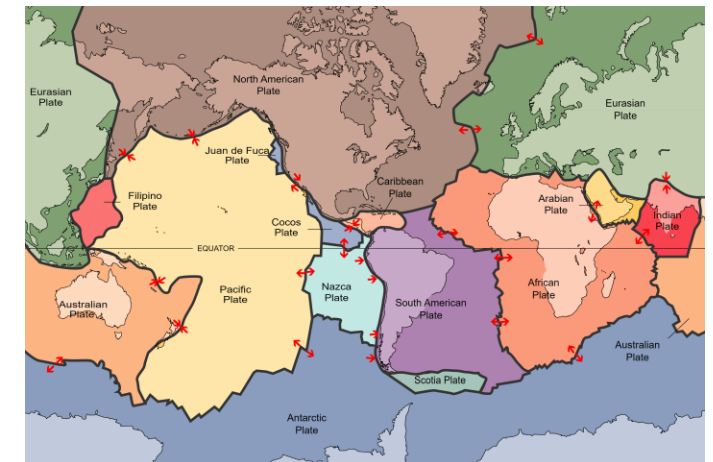 North American
Plate
Eurasian
Plate
Eurasian
Plate
Juan de Fuca
Plate
Caribbean
Plate
Filipino
Plate
Arabian
Plate
Indian
Plate
Cocos
Plate
EQUATOR
Pacific
Plate
Nazca
Plate
African
Plate
Australian
Plate
South American
Plate
Australian
Plate
Scotia Plate
Antarctic
Plate